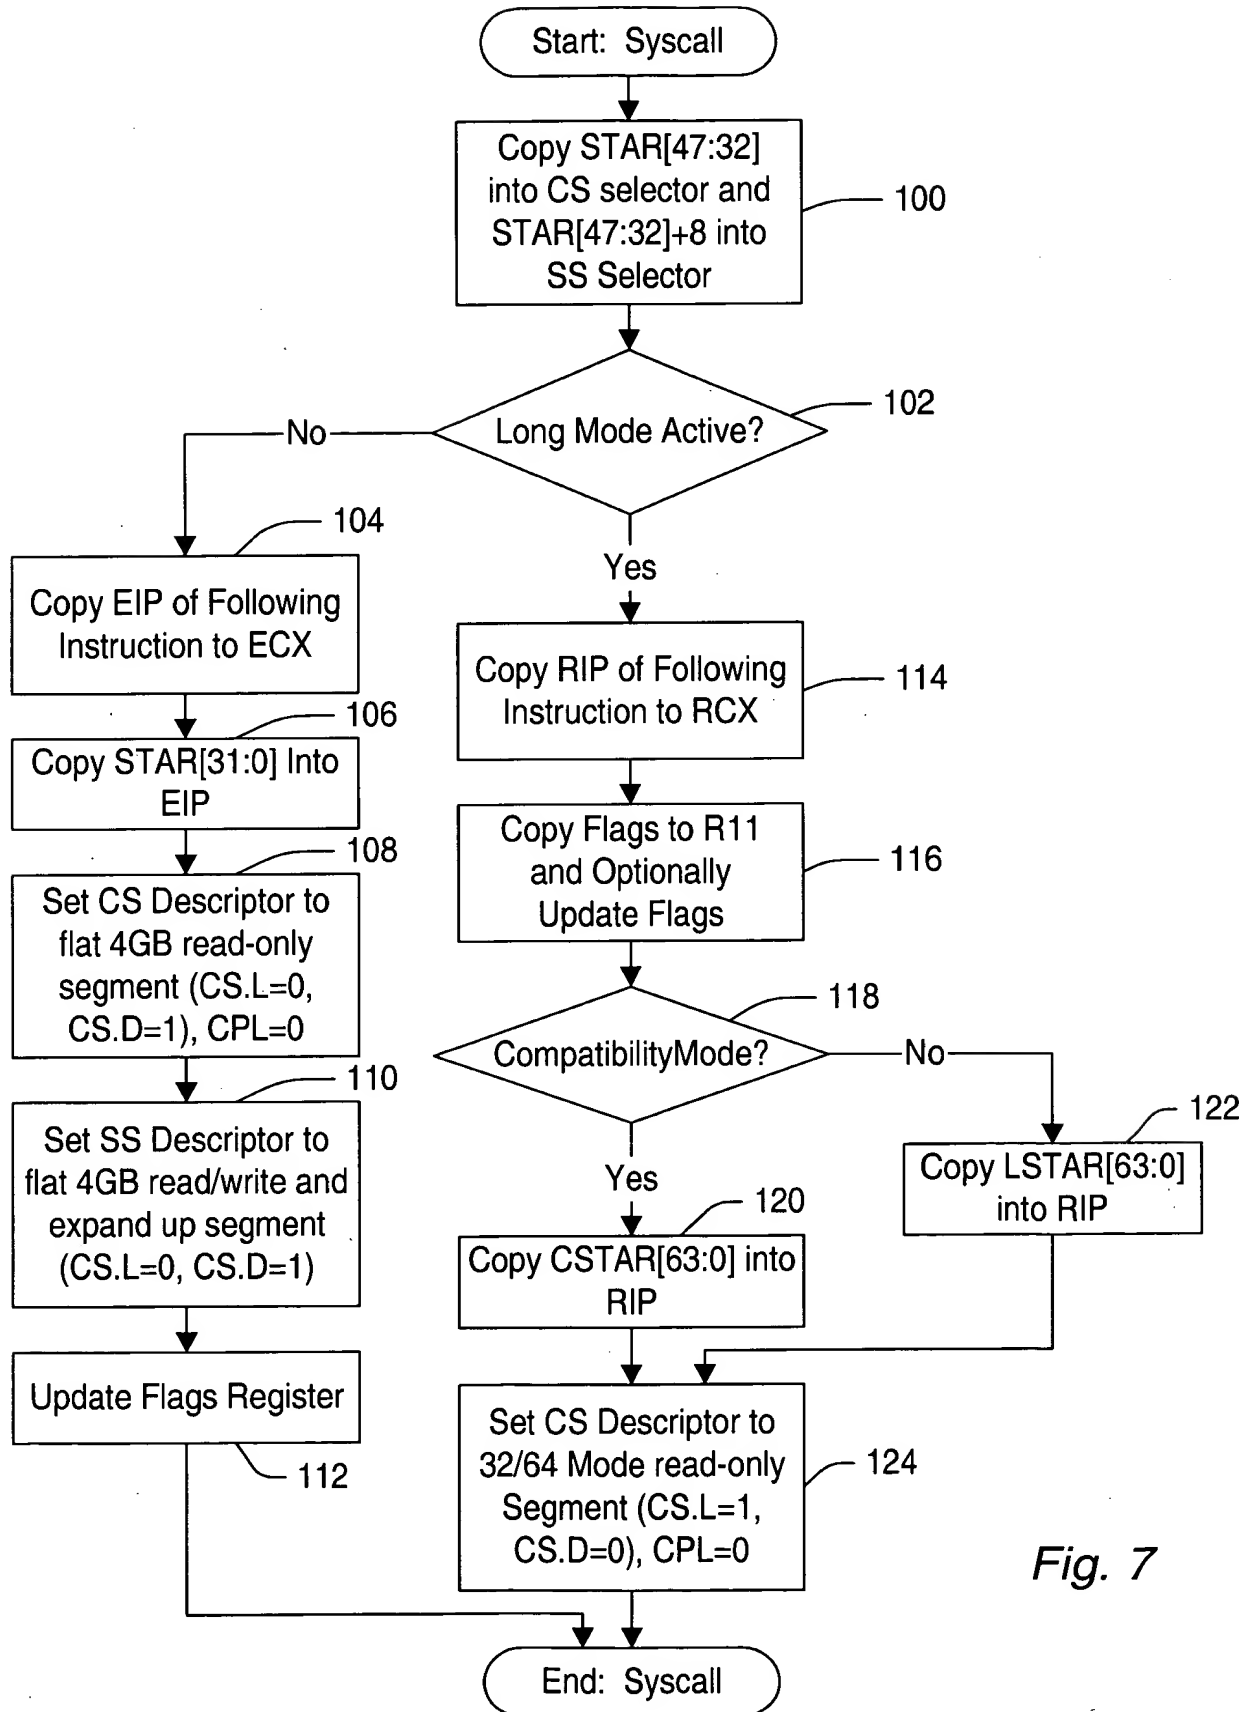 Start: Syscall
Copy STAR[47:32]
into CS selector and
STAR[47:32]+8 into
SS Selector
100
Long Mode Active?
102
No
Yes
104
Copy EIP of Following
Instruction to ECX
106
Copy STAR[31:0] Into
EIP
108
Set CS Descriptor to
flat 4GB read-only
segment (CS.L=0,
CS.D=1), CPL=0
110
Set SS Descriptor to
flat 4GB read/write and
expand up segment
(CS.L=0, CS.D=1)
Update Flags Register
112
Copy RIP of Following
Instruction to RCX
114
Copy Flags to R11
and Optionally
Update Flags
116
118
CompatibilityMode?
No
Yes
122
Copy LSTAR[63:0]
into RIP
120
Copy CSTAR[63:0] into
RIP
Set CS Descriptor to
32/64 Mode read-only
Segment (CS.L=1,
CS.D=0), CPL=0
124
Fig. 7
End: Syscall